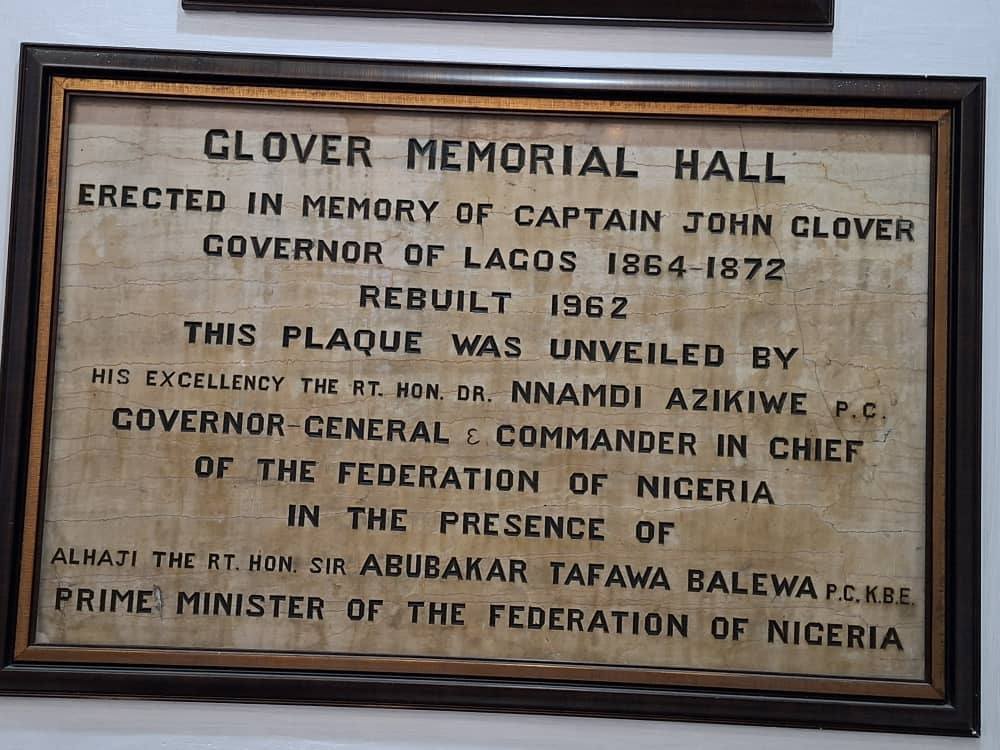 GLOVER MEMORIAL HALL
ERECTED IN MEMORY OF CAPTAIN JOHN GLOVER
GOVERNOR OF LAGOS 1864-1872
REBUILT 1962
THIS PLAQUE WAS UNVEILED BY
HIS EXCELLENCY THE RT. HON. DR. NNAMDI AZIKIWE P.C.
GOVERNOR-GENERAL & COMMANDER IN CHIEF
OF THE FEDERATION OF NIGERIA
IN THE PRESENCE OF
ALHAJI THE RT. HON. SIR ABUBAKAR TAFAWA BALEWA P.C. K.B.E.
PRIME MINISTER OF THE FEDERATION OF NIGERIA